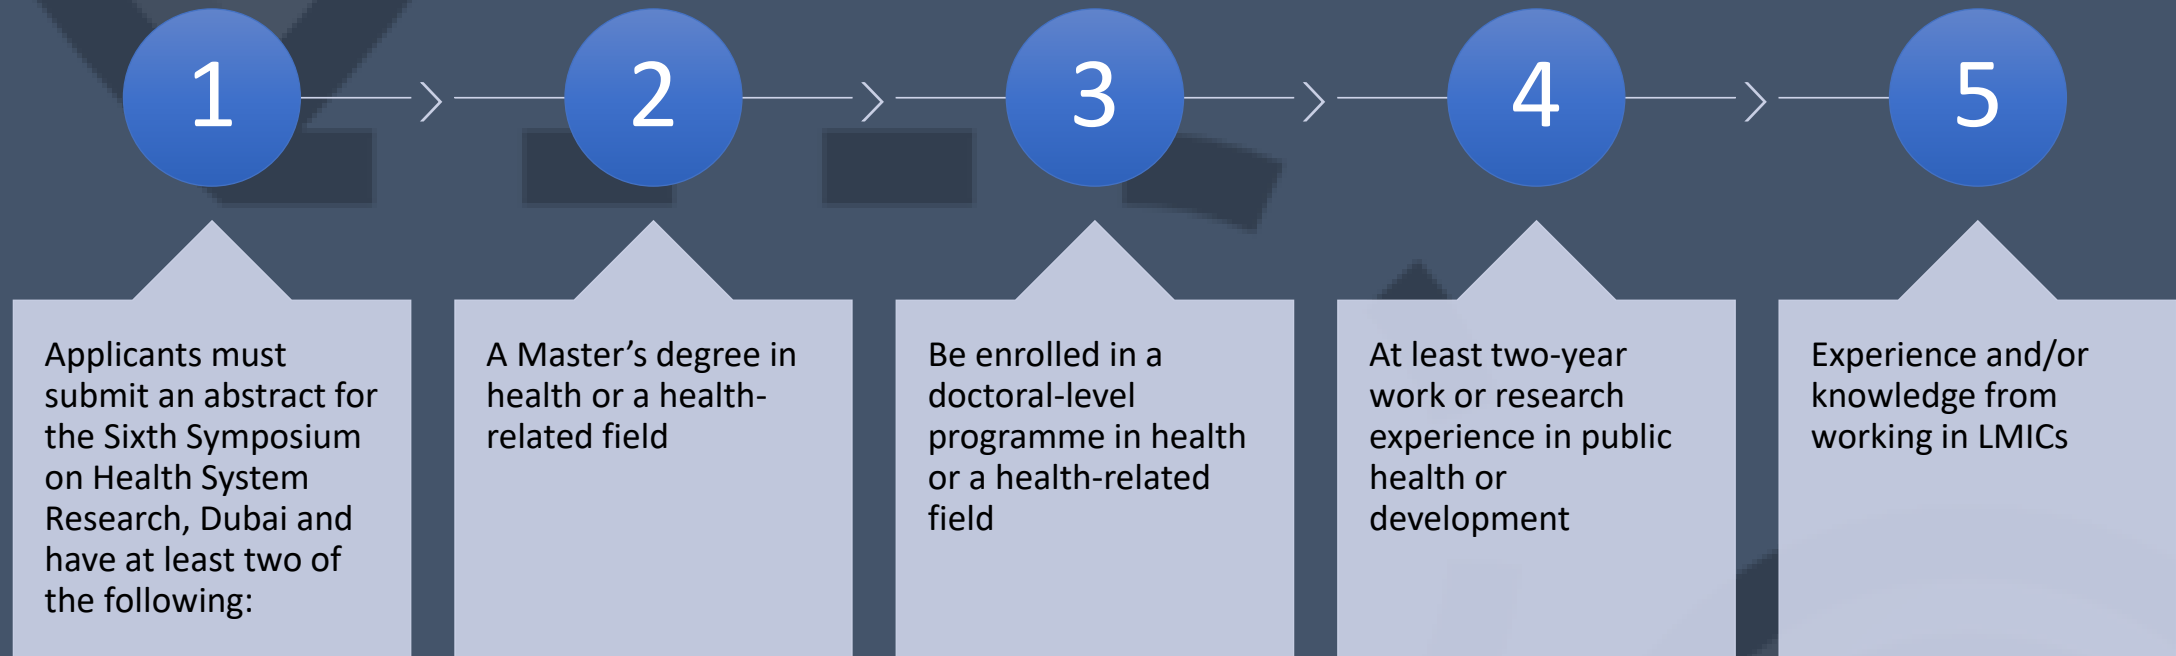 1
2
3
4
5
Applicants must
submit an abstract for
the Sixth Symposium
on Health System
Research, Dubai and
have at least two of
the following:
A Master’s degree in
health or a health-
related field
Be enrolled in a
doctoral-level
programme in health
or a health-related
field
At least two-year
work or research
experience in public
health or
development
Experience and/or
knowledge from
working in LMICs